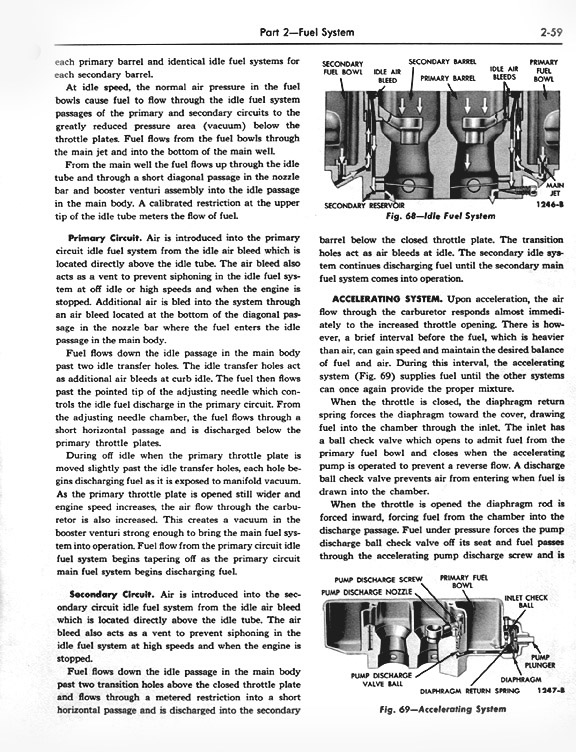 Part 2—Fuel System
2-59
each primary barrel and identical idle fuel systems for
each secondary barrel.
At idle speed, the normal air pressure in the fuel
bowls cause fuel to flow through the idle fuel system
passages of the primary and secondary circuits to the
greatly reduced pressure area (vacuum) below the
throttle plates. Fuel flows from the fuel bowls through
the main jet and into the bottom of the main well.
From the main well the fuel flows up through the idle
tube and through a short diagonal passage in the nozzle
bar and booster venturi assembly into the idle passage
in the main body. A calibrated restriction at the upper
tip of the idle tube meters the flow of fuel.
Primary Circuit. Air is introduced into the primary
circuit idle fuel system from the idle air bleed which is
located directly above the idle tube. The air bleed also
acts as a vent to prevent siphoning in the idle fuel sys-
tem at off idle or high speeds and when the engine is
stopped. Additional air is bled into the system through
an air bleed located at the bottom of the diagonal pas-
sage in the nozzle bar where the fuel enters the idle
passage in the main body.
Fuel flows down the idle passage in the main body
past two idle transfer holes. The idle transfer holes act
as additional air bleeds at curb idle. The fuel then flows
past the pointed tip of the adjusting needle which con-
trols the idle fuel discharge in the primary circuit. From
the adjusting needle chamber, the fuel flows through a
short horizontal passage and is discharged below the
primary throttle plates.
During off idle when the primary throttle plate is
moved slightly past the idle transfer holes, each hole be-
gins discharging fuel as it is exposed to manifold vacuum.
As the primary throttle plate is opened still wider and
engine speed increases, the air flow through the carbu-
retor is also increased. This creates a vacuum in the
booster venturi strong enough to bring the main fuel sys-
tem into operation. Fuel flow from the primary circuit idle
fuel system begins tapering off as the primary circuit
main fuel system begins discharging fuel.
Secondary Circuit. Air is introduced into the sec-
ondary circuit idle fuel system from the idle air bleed
which is located directly above the idle tube. The air
bleed also acts as a vent to prevent siphoning in the
idle fuel system at high speeds and when the engine is
stopped.
Fuel flows down the idle passage in the main body
past two transition holes above the closed throttle plate
and flows through a metered restriction into a short
horizontal passage and is discharged into the secondary
SECONDARY
FUEL BOWL
IDLE AIR
BLEED
SECONDARY BARREL
PRIMARY BARREL
IDLE AIR
BLEEDS
PRIMARY
FUEL
BOWL
MAIN
JET
SECONDARY RESERVOIR
1246-B
Fig. 68—Idle Fuel System
barrel below the closed throttle plate. The transition
holes act as air bleeds at idle. The secondary idle sys-
tem continues discharging fuel until the secondary main
fuel system comes into operation.
ACCELERATING SYSTEM. Upon acceleration, the air
flow through the carburetor responds almost immedi-
ately to the increased throttle opening. There is how-
ever, a brief interval before the fuel, which is heavier
than air, can gain speed and maintain the desired balance
of fuel and air. During this interval, the accelerating
system (Fig. 69) supplies fuel until the other systems
can once again provide the proper mixture.
When the throttle is closed, the diaphragm return
spring forces the diaphragm toward the cover, drawing
fuel into the chamber through the inlet. The inlet has
a ball check valve which opens to admit fuel from the
primary fuel bowl and closes when the accelerating
pump is operated to prevent a reverse flow. A discharge
ball check valve prevents air from entering when fuel is
drawn into the chamber.
When the throttle is opened the diaphragm rod is
forced inward, forcing fuel from the chamber into the
discharge passage. Fuel under pressure forces the pump
discharge ball check valve off its seat and fuel passes
through the accelerating pump discharge screw and is
PUMP DISCHARGE SCREW
PUMP DISCHARGE NOZZLE
PRIMARY FUEL
BOWL
INLET CHECK
BALL
PUMP
PLUNGER
DIAPHRAGM
PUMP DISCHARGE
VALVE BALL
DIAPHRAGM RETURN SPRING
1247-B
Fig. 69—Accelerating System